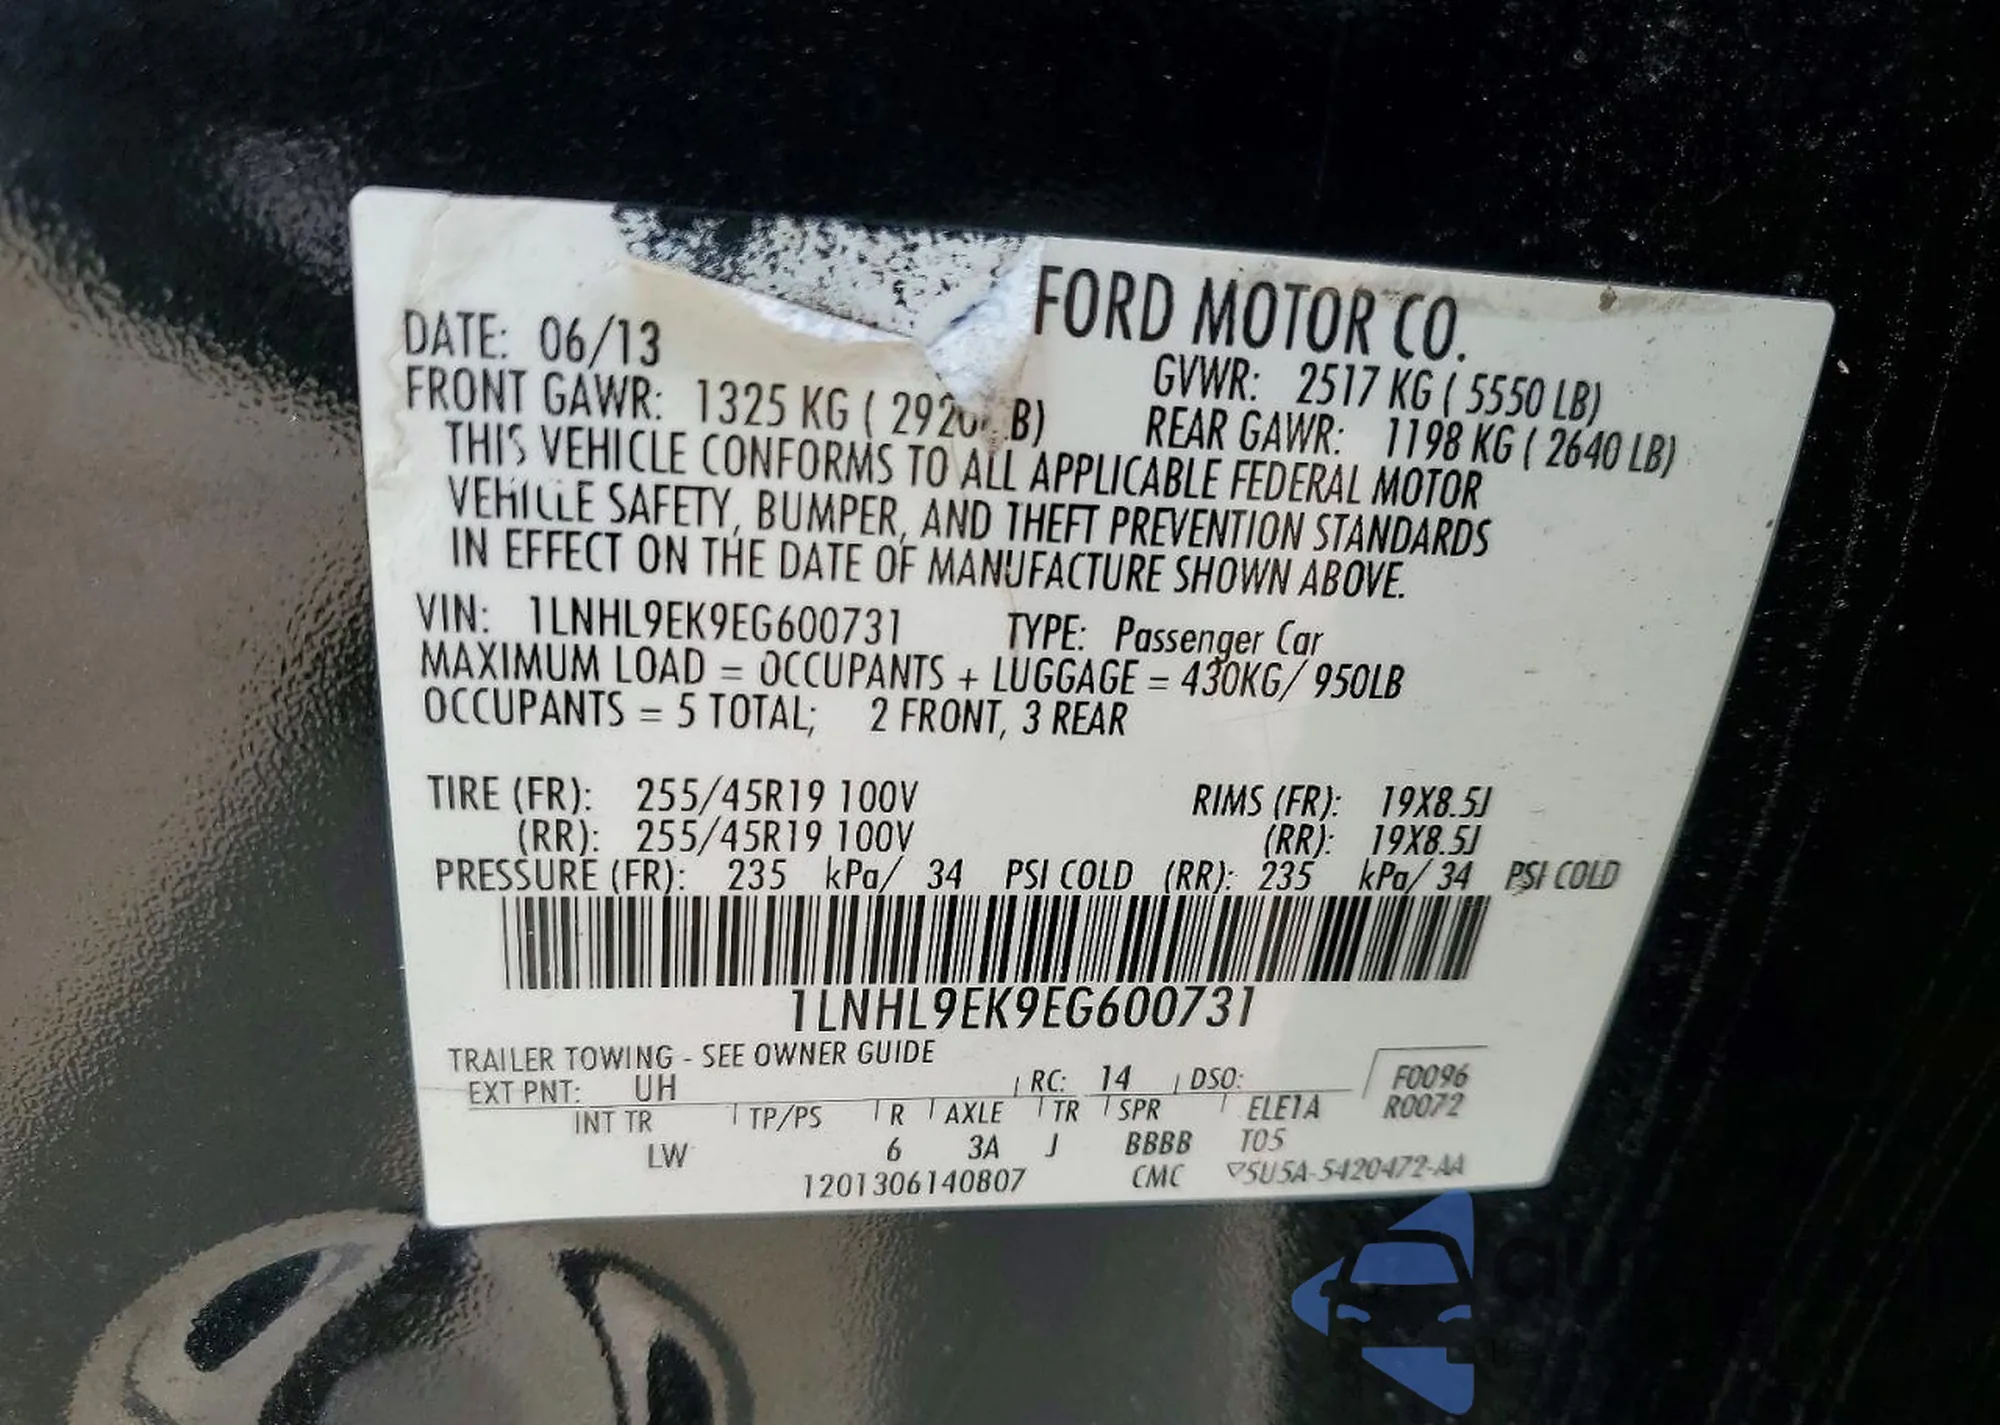 FORD MOTOR CO.
DATE: 06/13 GVWR: 2517 KG ( 5550 LB)
FRONT GAWR: 1325 KG ( REAR GAWR: 1198 KG ( 2640 LB)
THIS VEHICLE CONFORMS TO ALL APPLICABLE FEDERAL MOTOR
VEHICLE SAFETY, BUMPER, AND THEFT PREVENTION STANDARDS
IN EFFECT ON THE DATE OF MANUFACTURE SHOWN ABOVE.
VIN: 1LNHL9EK9EG600731 TYPE: Passenger Car
MAXIMUM LOAD = OCCUPANTS + LUGGAGE = 430KG/ 950LB
OCCUPANTS = 5 TOTAL; 2 FRONT, 3 REAR
TIRE (FR): 255/45R19 100V RIMS (FR): 19X8.5J
(RR): 255/45R19 100V (RR): 19X8.5J
PRESSURE (FR): 235 kPa/ 34 PSI COLD (RR): 235 kPa/ 34 PSI COLD
1LNHL9EK9EG600731
TRAILER TOWING - SEE OWNER GUIDE
EXT PNT: UH RC: 14 DSO: F0096
INT TR TP/PS R AXLE TR SPR ELE1A R0072
LW 6 3A J BBBB T05
1201306140807 CMC 5U5A-5420472-AA